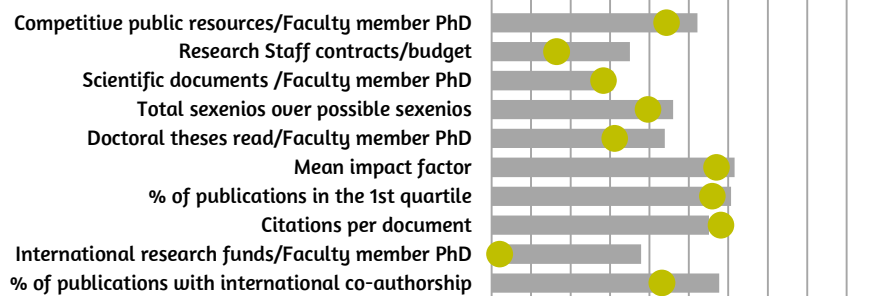 Competitive public resources/Faculty member PhD
Research Staff contracts/budget
Scientific documents /Faculty member PhD
Total sexenios over possible sexenios
Doctoral theses read/Faculty member PhD
Mean impact factor
% of publications in the 1st quartile
Citations per document
International research funds/Faculty member PhD
% of publications with international co-authorship